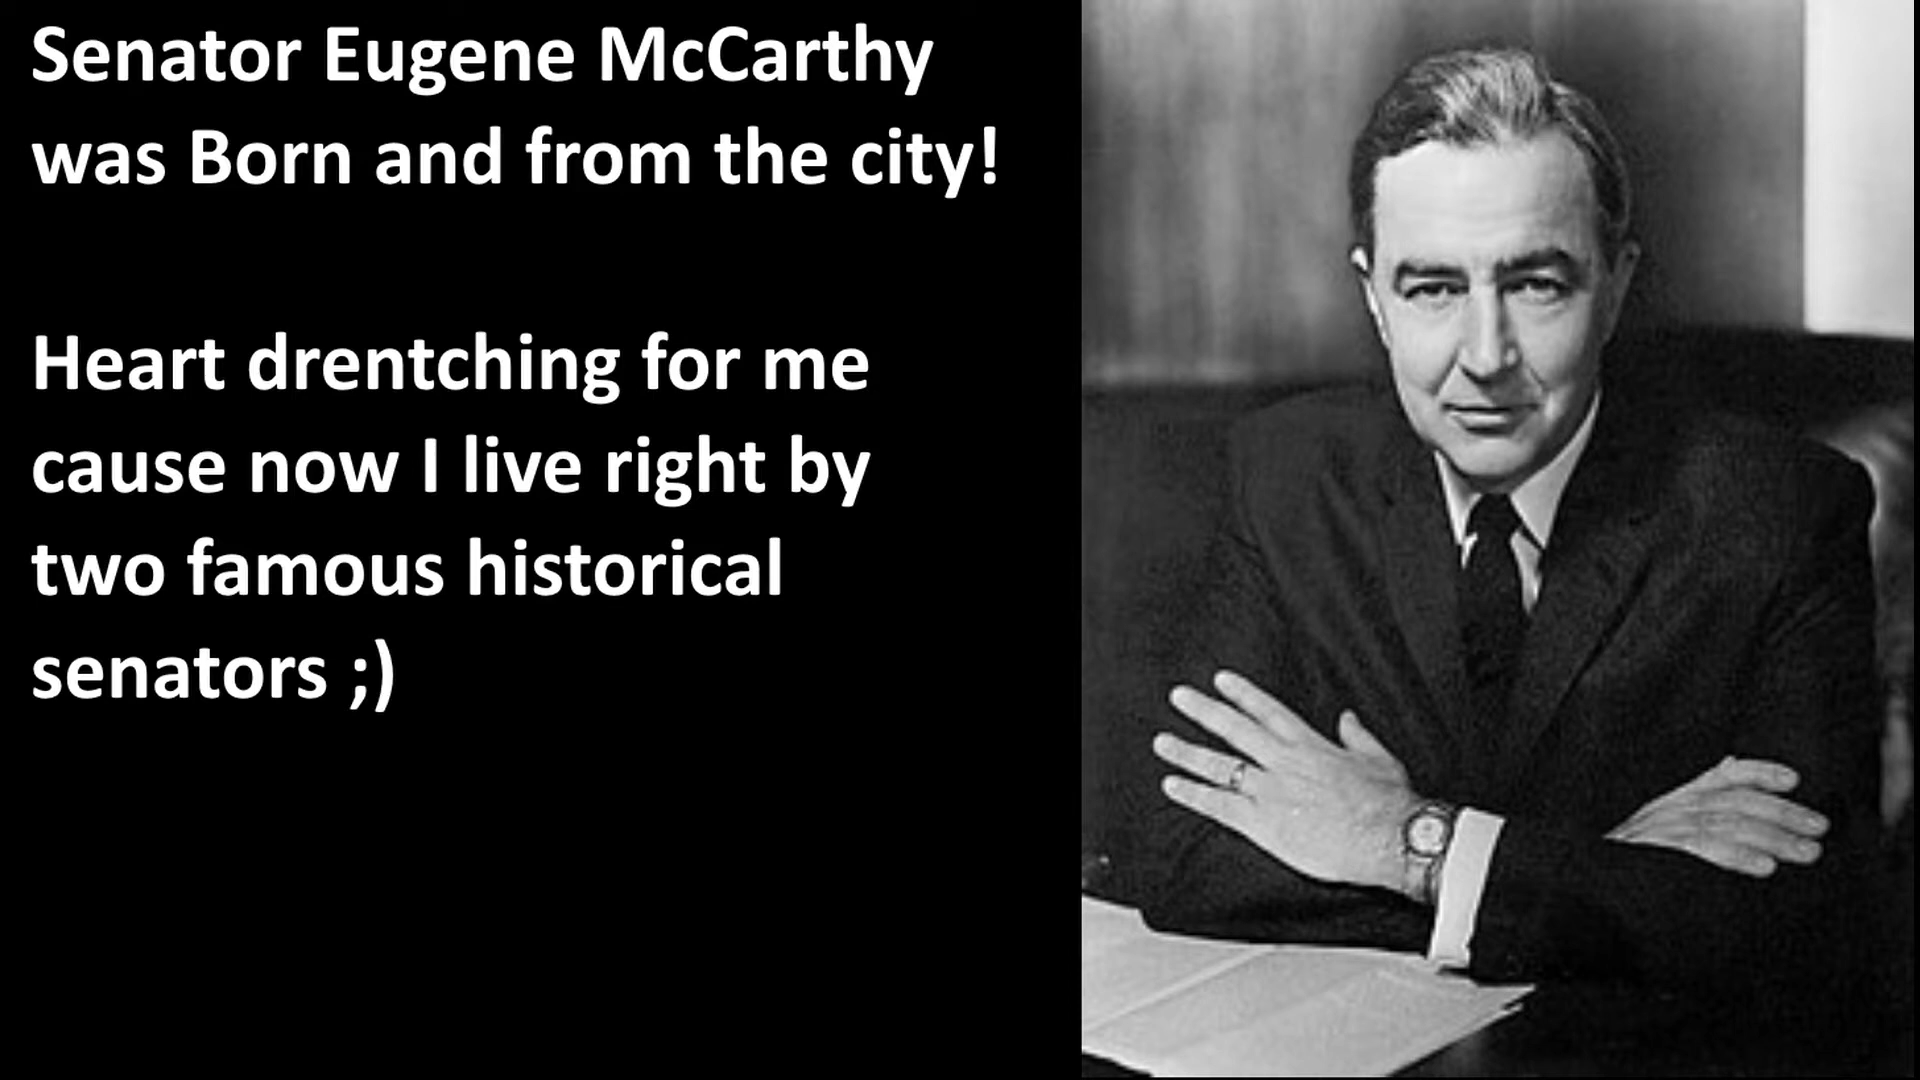 Senator Eugene McCarthy
was Born and from the city!
Heart drentching for me
cause now I live right by
two famous historical
senators ;)